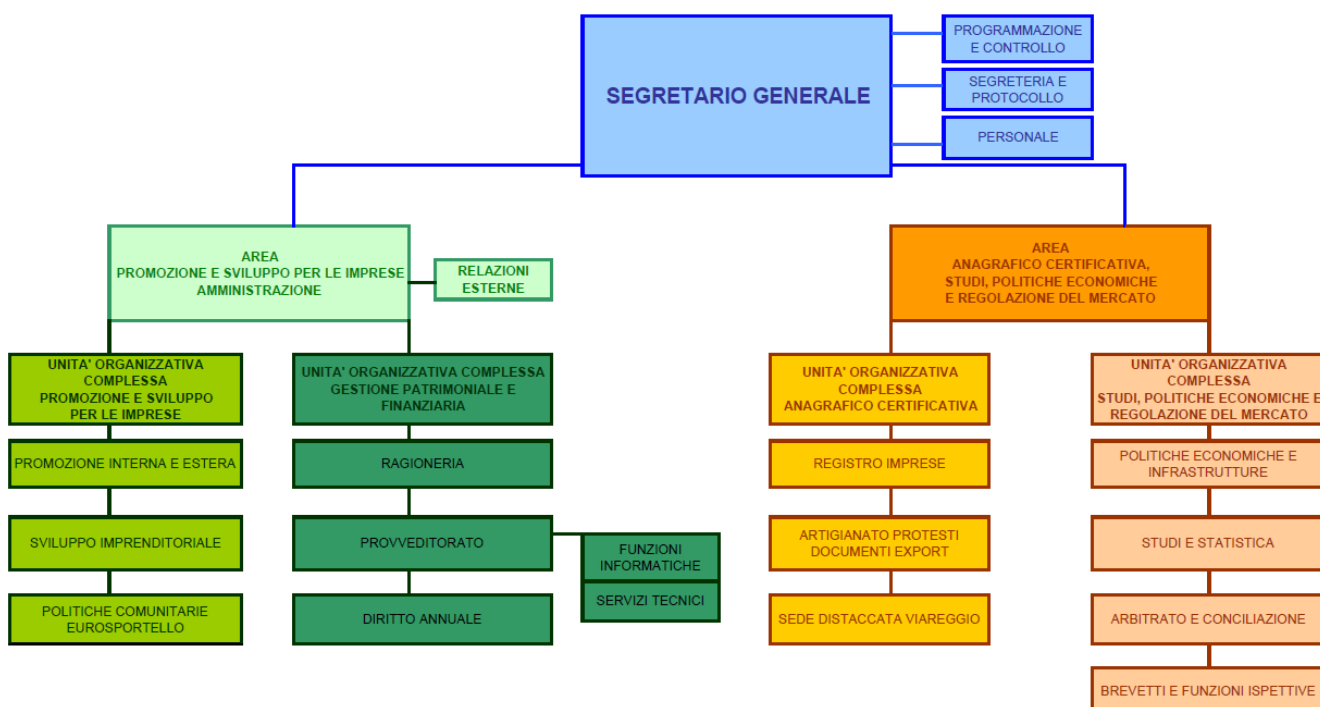 PROGRAMMAZIONE
E CONTROLLO
SEGRETARIO GENERALE
SEGRETERIA E
PROTOCOLLO
PERSONALE
AREA
PROMOZIONE E SVILUPPO PER LE IMPRESE
AMMINISTRAZIONE
RELAZIONI
ESTERNE
AREA
ANAGRAFICO CERTIFICATIVA,
STUDI, POLITICHE ECONOMICHE
E REGOLAZIONE DEL MERCATO
UNITA' ORGANIZZATIVA
COMPLESSA
PROMOZIONE E SVILUPPO
PER LE IMPRESE
UNITA' ORGANIZZATIVA COMPLESSA
GESTIONE PATRIMONIALE E
FINANZIARIA
UNITA' ORGANIZZATIVA
COMPLESSA
ANAGRAFICO CERTIFICATIVA
UNITA' ORGANIZZATIVA
COMPLESSA
STUDI, POLITICHE ECONOMICHE E
REGOLAZIONE DEL MERCATO
PROMOZIONE INTERNA E ESTERA
RAGIONERIA
REGISTRO IMPRESE
POLITICHE ECONOMICHE E
INFRASTRUTTURE
SVILUPPO IMPRENDITORIALE
PROVVEDITORATO
FUNZIONI
INFORMATICHE
SERVIZI TECNICI
ARTIGIANATO PROTESTI
DOCUMENTI EXPORT
STUDI E STATISTICA
POLITICHE COMUNITARIE
EUROSPORTELLO
DIRITTO ANNUALE
SEDE DISTACCATA VIAREGGIO
ARBITRATO E CONCILIAZIONE
BREVETTI E FUNZIONI ISPETTIVE